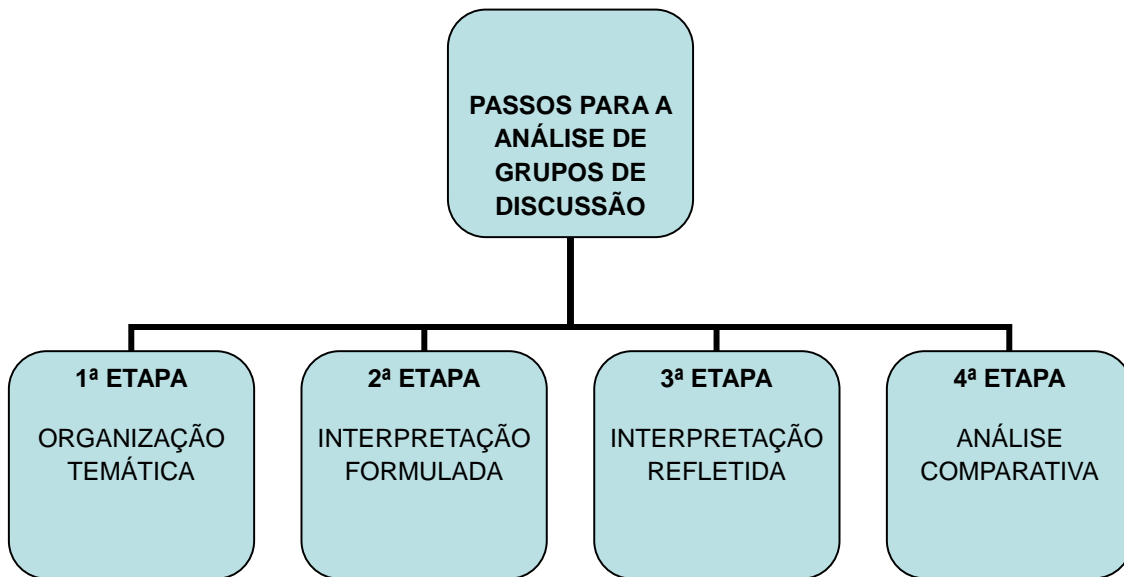 PASSOS PARA A
ANÁLISE DE
GRUPOS DE
DISCUSSÃO
1ª ETAPA
ORGANIZAÇÃO
TEMÁTICA
2ª ETAPA
INTERPRETAÇÃO
FORMULADA
3ª ETAPA
INTERPRETAÇÃO
REFLETIDA
4ª ETAPA
ANÁLISE
COMPARATIVA